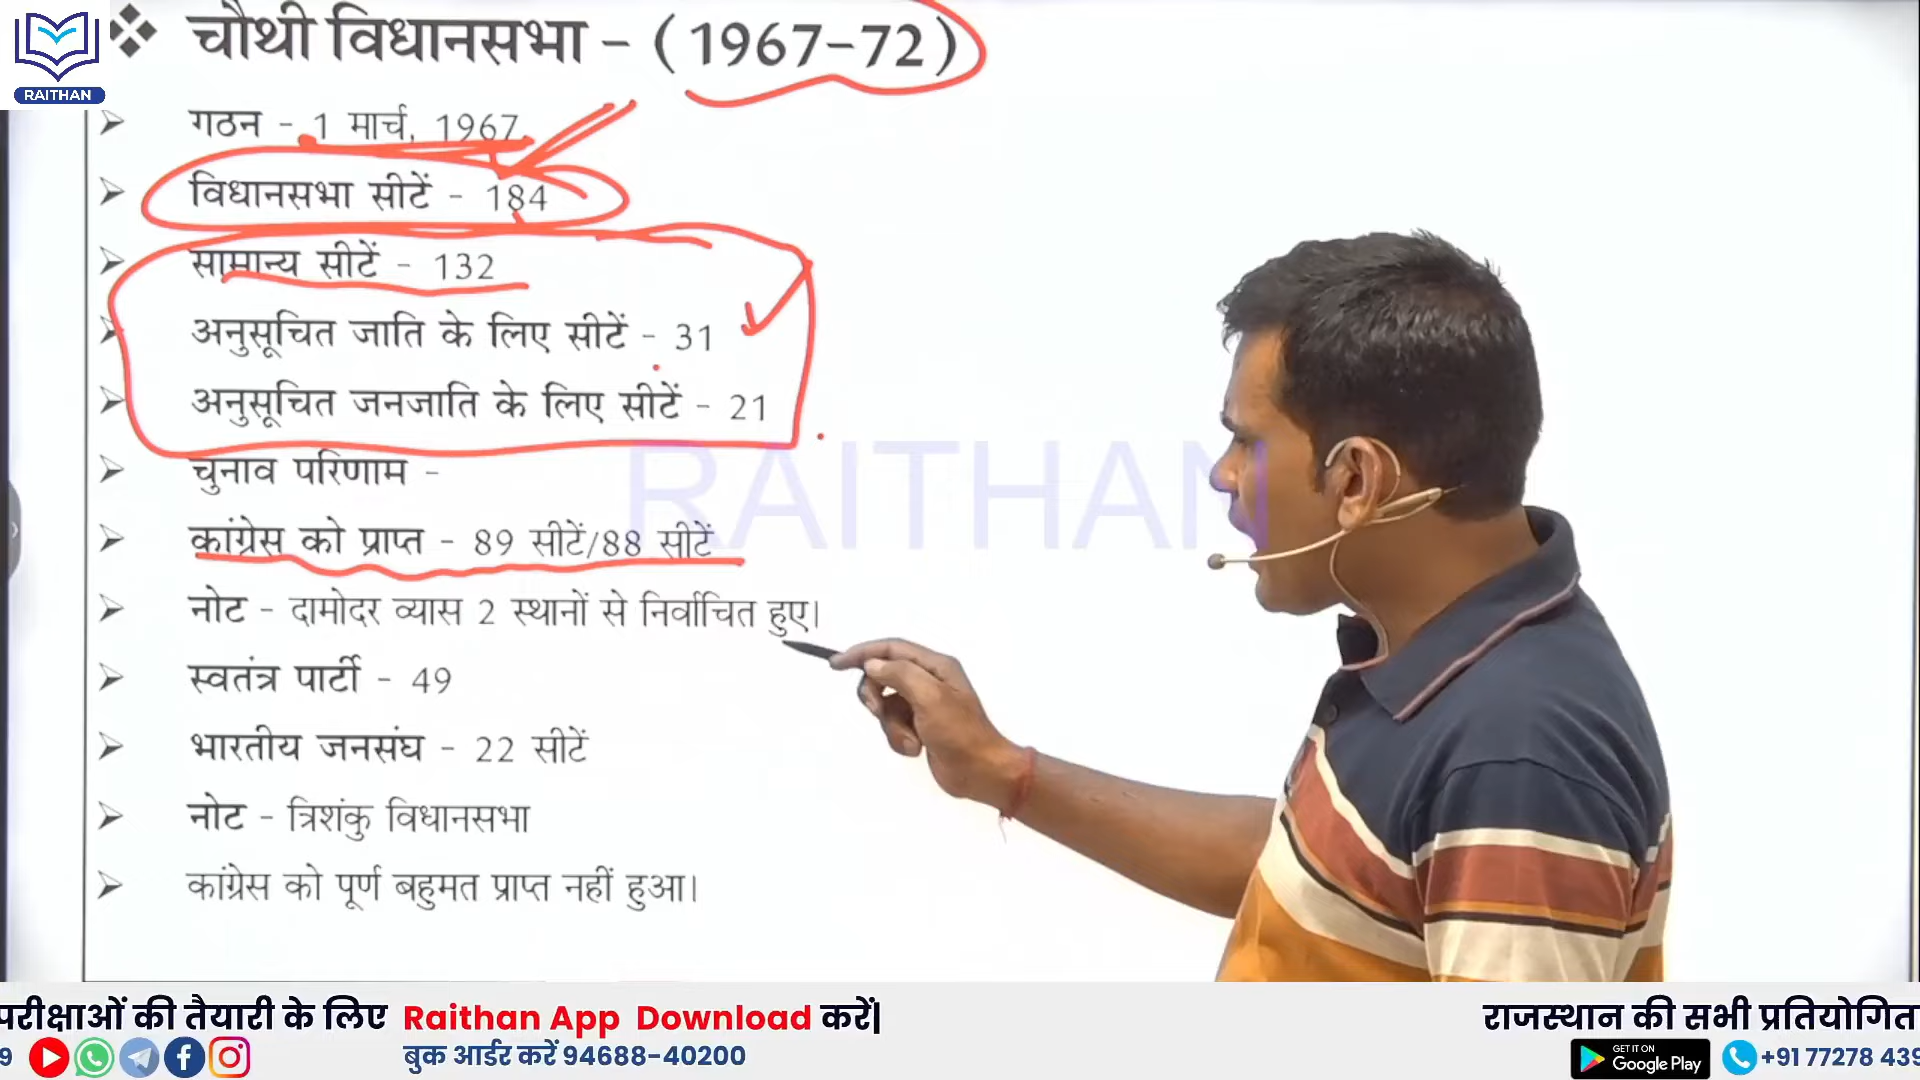 RAITHAN
❖ चौथी विधानसभा – (1967–72)
➢ गठन – 1 मार्च, 1967
➢ विधानसभा सीटें – 184
➢ सामान्य सीटें – 132
➢ अनुसूचित जाति के लिए सीटें – 31
➢ अनुसूचित जनजाति के लिए सीटें – 21
➢ चुनाव परिणाम –
➢ कांग्रेस को प्राप्त – 89 सीटें/88 सीटें
➢ नोट – दामोदर व्यास 2 स्थानों से निर्वाचित हुए।
➢ स्वतंत्र पार्टी – 49
➢ भारतीय जनसंघ – 22 सीटें
➢ नोट – त्रिशंकु विधानसभा
➢ कांग्रेस को पूर्ण बहुमत प्राप्त नहीं हुआ।
RAITHAN
परीक्षाओं की तैयारी के लिए Raithan App Download करें|
राजस्थान की सभी प्रतियोगित
9
बुक आर्डर करें 94688-40200
GET IT ON
Google Play
+91 77278 439